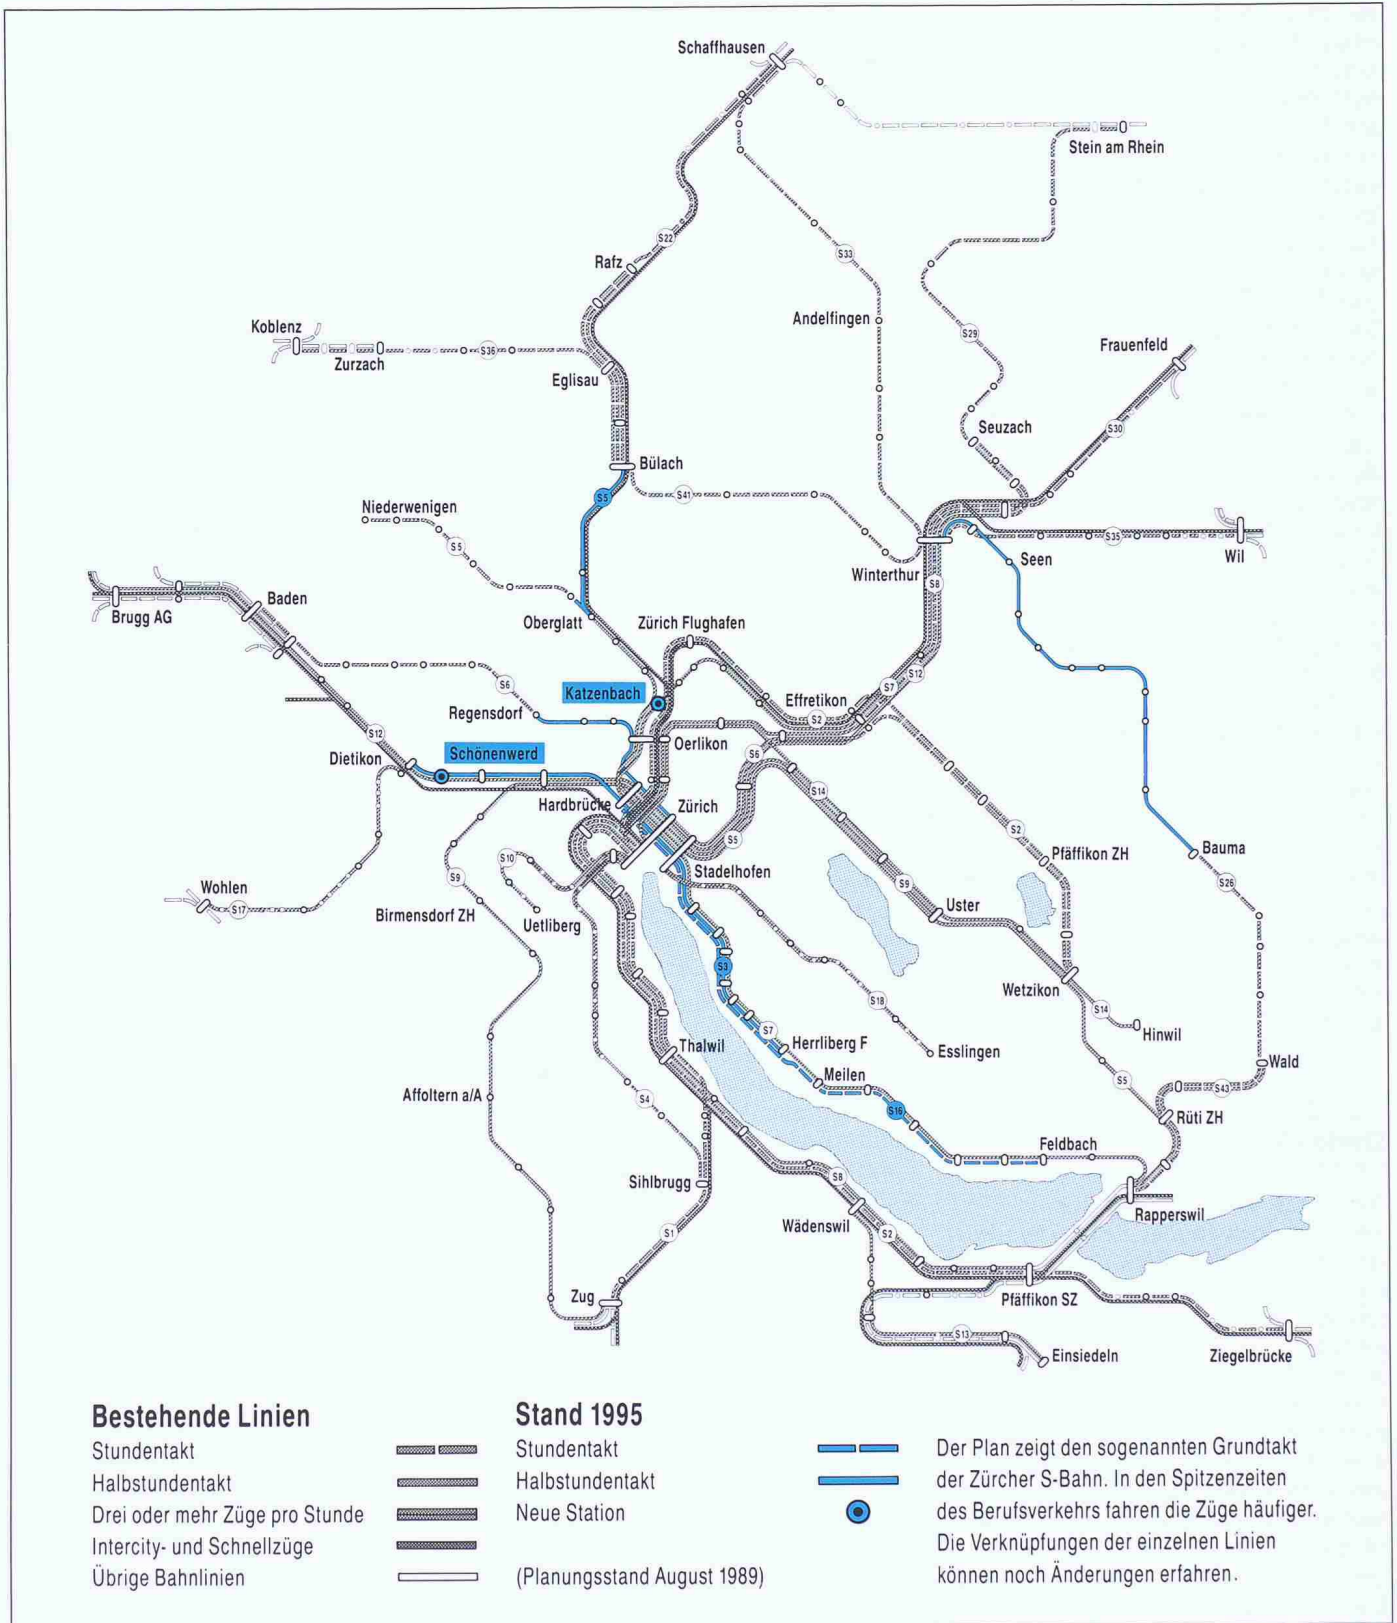 Schaffhausen
Stein am Rhein
S22
S33
Rafz
Koblenz
Zurzach
S36
Eglisau
Andelfingen
S29
Frauenfeld
S30
Seuzach
Bülach
S5
S41
Niederwenigen
S5
Winterthur
S35
Wil
Seen
S8
Brugg AG
Baden
Oberglatt
Zürich Flughafen
S6
Regensdorf
Katzenbach
Effretikon
S7
S12
S2
S12
Dietikon
Schönenwerd
Oerlikon
S6
Hardbrücke
Zürich
S14
S5
S2
Pfäffikon ZH
Bauma
S26
Stadelhofen
S10
S9
S9
Wohlen
S17
Birmensdorf ZH
Uetliberg
Uster
S3
Wetzikon
S18
S14
Hinwil
S7
Herrliberg F
Esslingen
Thalwil
Meilen
Wald
S5
S43
Affoltern a/A
S4
S16
Rüti ZH
Feldbach
Sihlbrugg
S8
Rapperswil
Wädenswil
S2
S1
Zug
Pfäffikon SZ
S13
Einsiedeln
Ziegelbrücke
Bestehende Linien
Stundentakt
Halbstundentakt
Drei oder mehr Züge pro Stunde
Intercity- und Schnellzüge
Übrige Bahnlinien
Stand 1995
Stundentakt
Halbstundentakt
Neue Station
(Planungsstand August 1989)
Der Plan zeigt den sogenannten Grundtakt
der Zürcher S-Bahn. In den Spitzenzeiten
des Berufsverkehrs fahren die Züge häufiger.
Die Verknüpfungen der einzelnen Linien
können noch Änderungen erfahren.